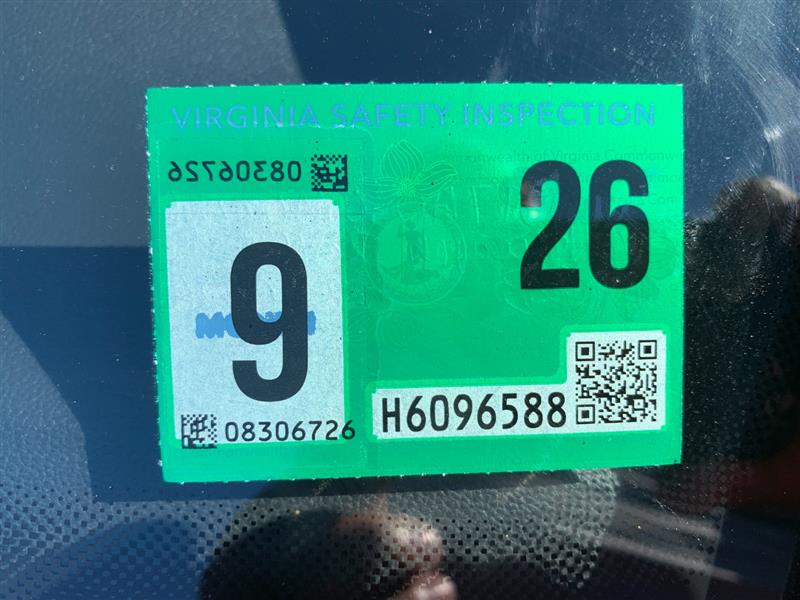 VIRGINIA SAFETY INSPECTION
08306726
26
9
08306726
H6096588